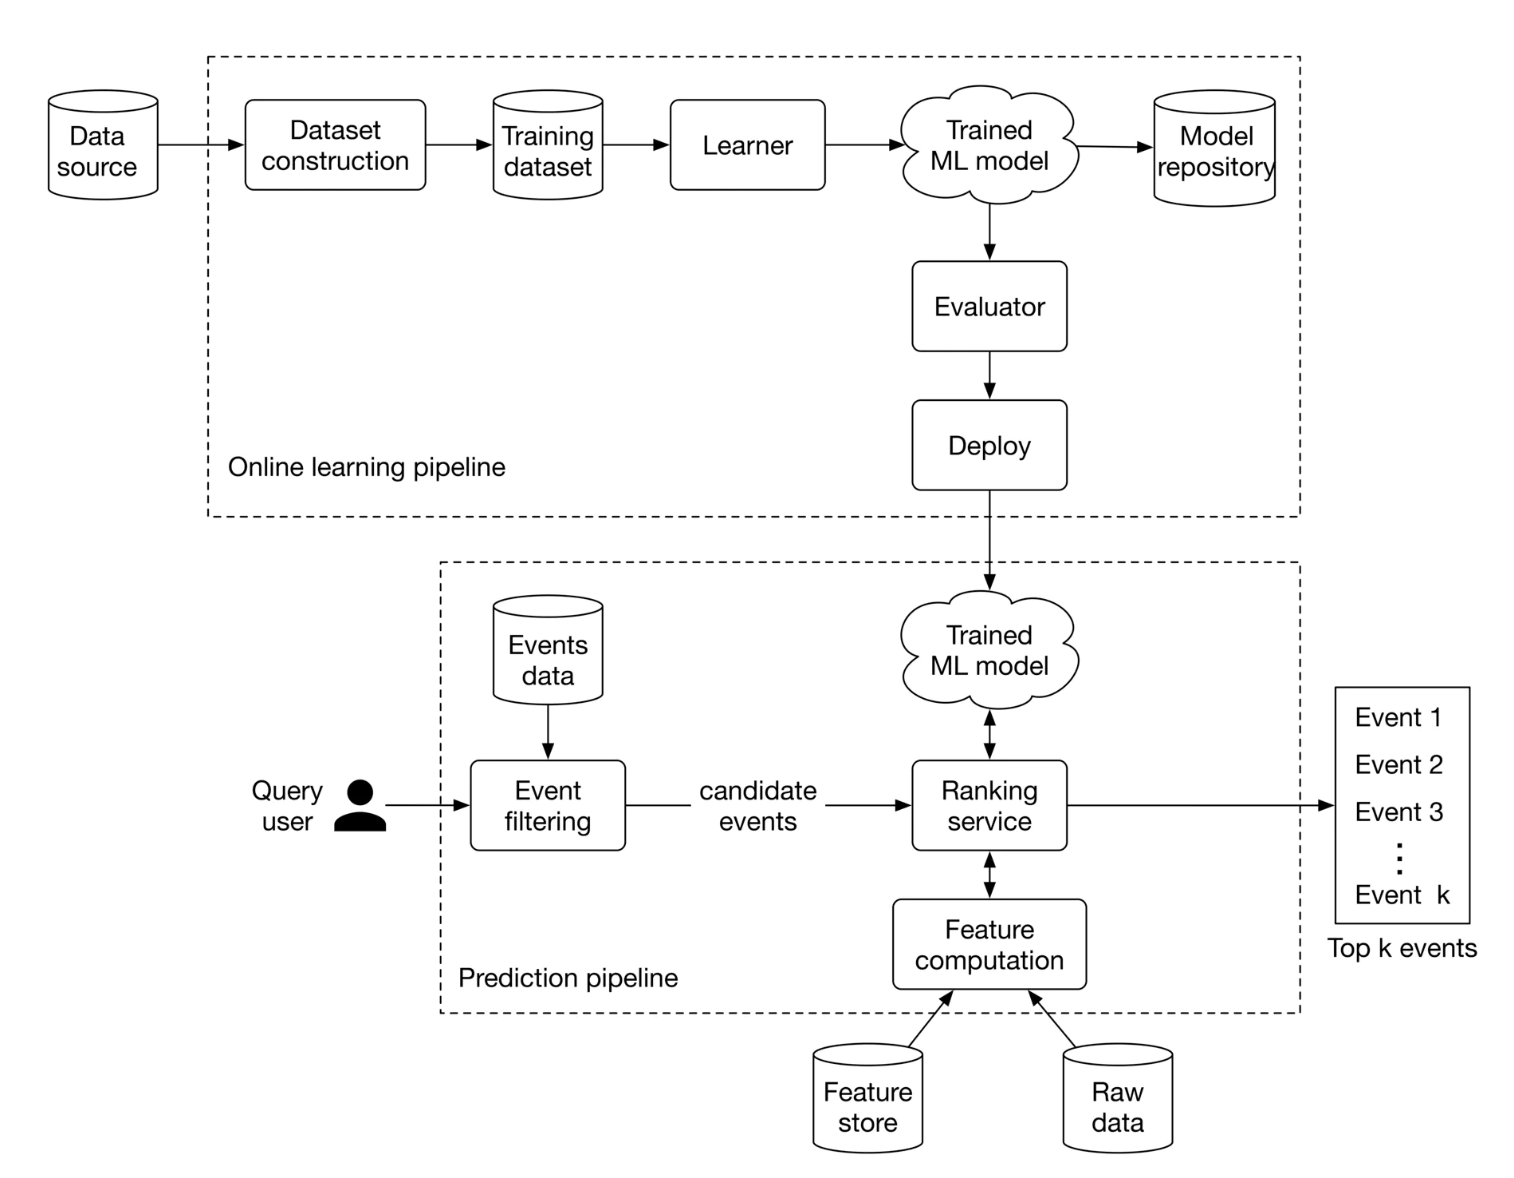 Data
source
Dataset
construction
Training
dataset
Learner
Trained
ML model
Model
repository
Evaluator
Deploy
Online learning pipeline
Events
data
Trained
ML model
Query
user
Event
filtering
candidate
events
Ranking
service
Event 1
Event 2
Event 3
⋮
Event k
Top k events
Feature
computation
Prediction pipeline
Feature
store
Raw
data